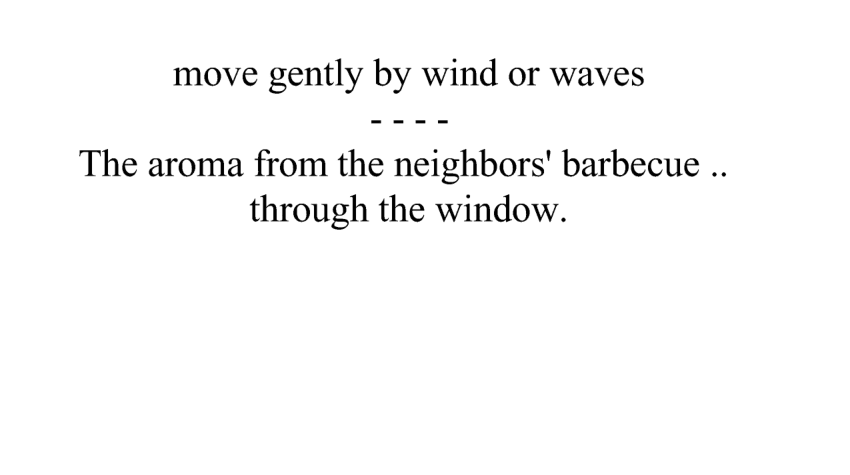 move gently by wind or waves
- - - -
The aroma from the neighbors' barbecue ..
through the window.